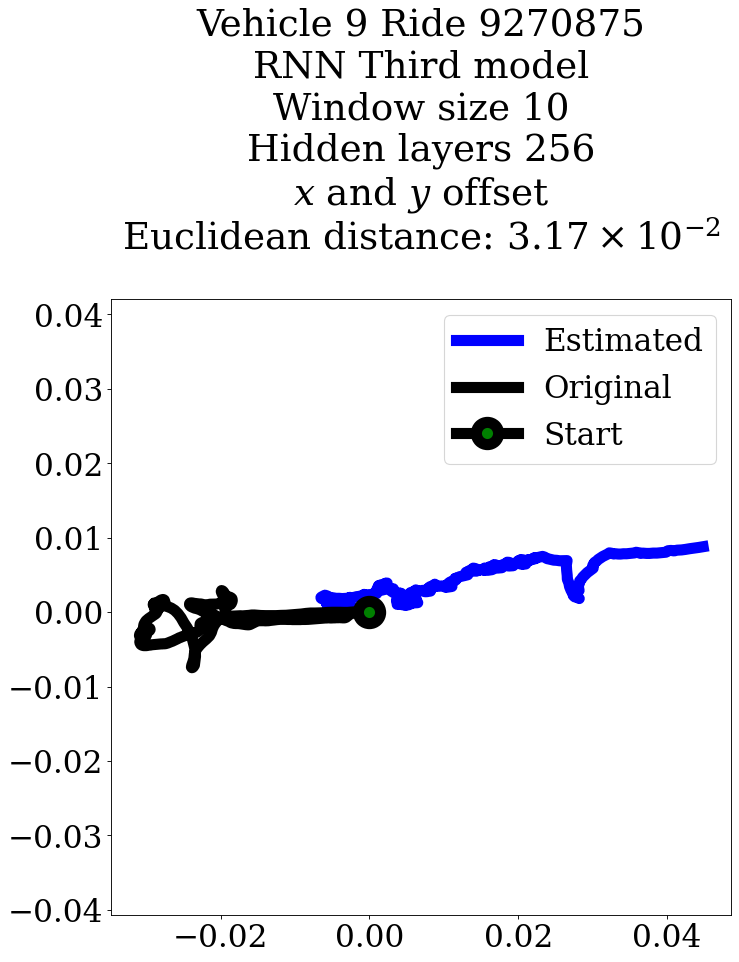 Vehicle 9 Ride 9270875
RNN Third model
Window size 10
Hidden layers 256
x and y offset
Euclidean distance: 3.17 × 10⁻²
Estimated
Original
Start
0.04
0.03
0.02
0.01
0.00
−0.01
−0.02
−0.03
−0.04
−0.02 0.00 0.02 0.04